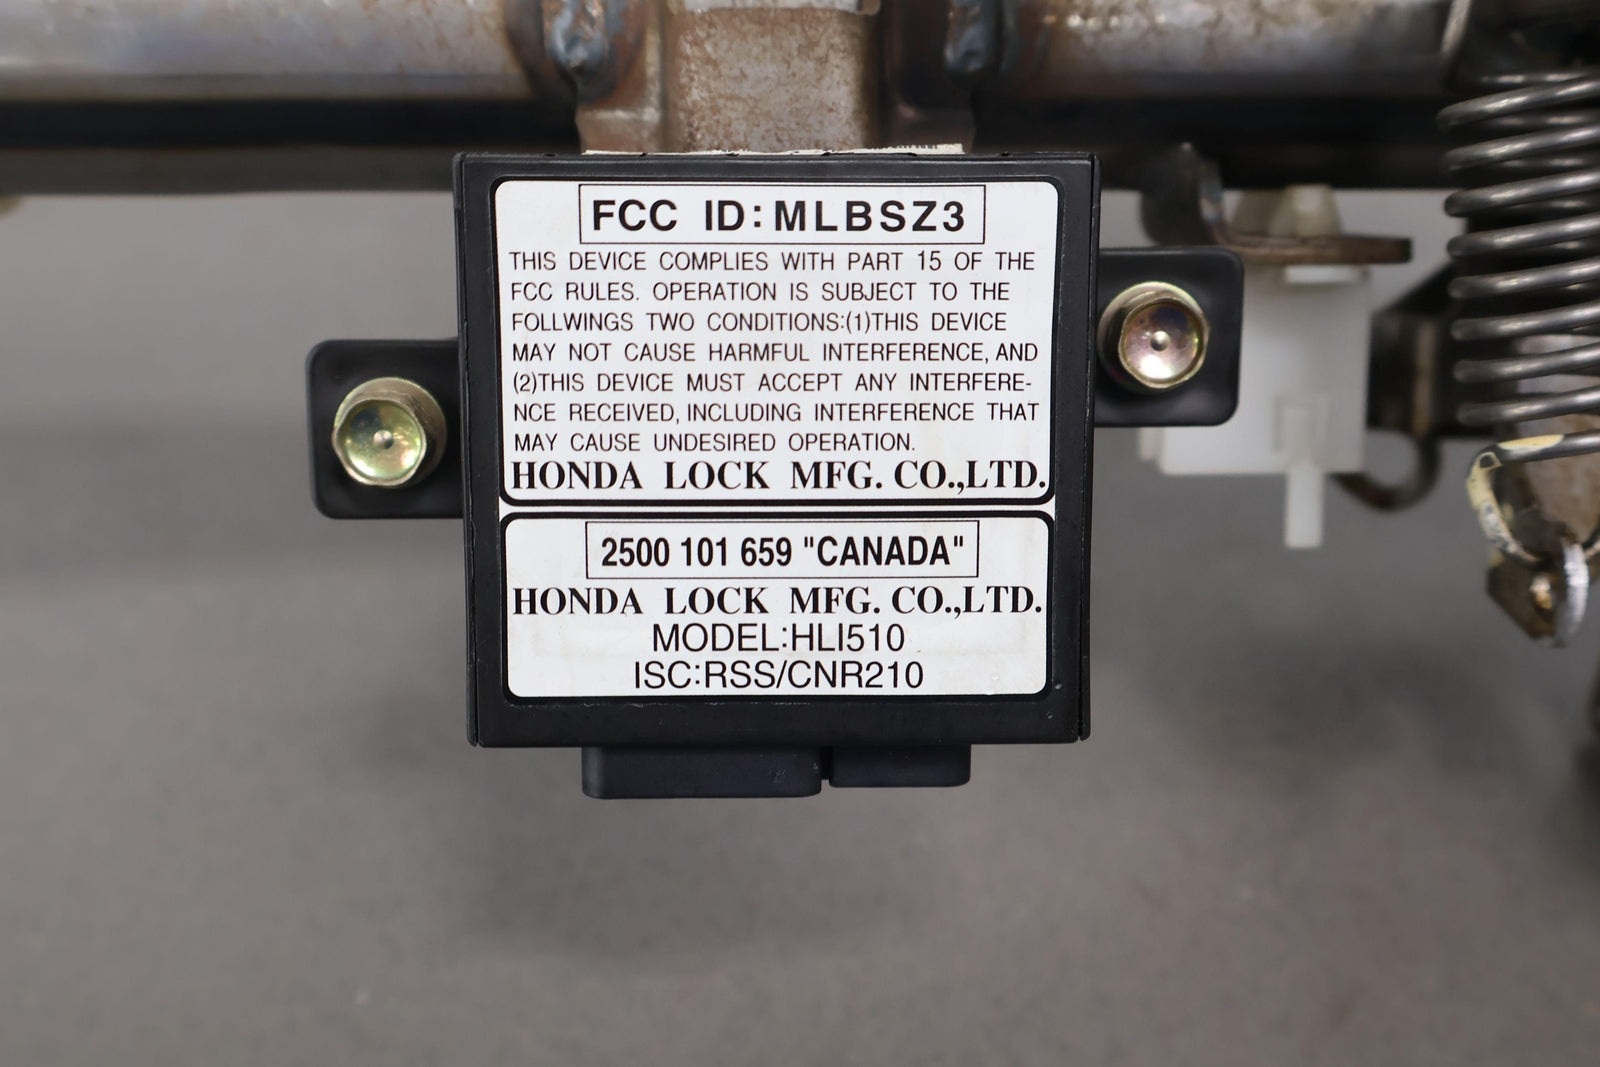 FCC ID:MLBSZ3
THIS DEVICE COMPLIES WITH PART 15 OF THE
FCC RULES. OPERATION IS SUBJECT TO THE
FOLLWINGS TWO CONDITIONS:(1)THIS DEVICE
MAY NOT CAUSE HARMFUL INTERFERENCE, AND
(2)THIS DEVICE MUST ACCEPT ANY INTERFERE-
NCE RECEIVED, INCLUDING INTERFERENCE THAT
MAY CAUSE UNDESIRED OPERATION.
HONDA LOCK MFG. CO.,LTD.
2500 101 659 "CANADA"
HONDA LOCK MFG. CO.,LTD.
MODEL:HLI510
ISC:RSS/CNR210